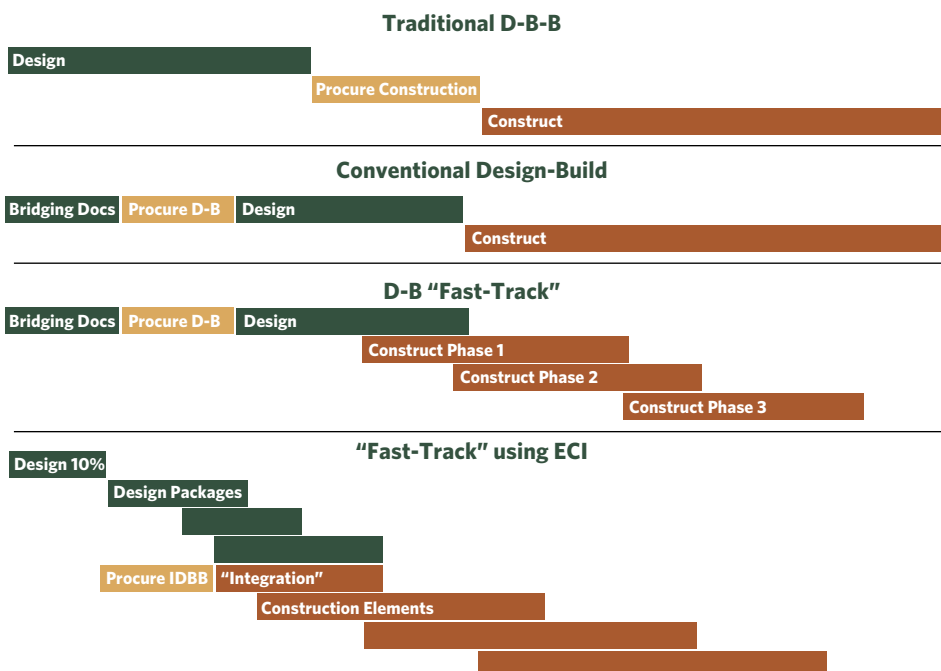 Traditional D-B-B
Design
Procure Construction
Construct
Conventional Design-Build
Bridging Docs Procure D-B Design
Construct
D-B “Fast-Track”
Bridging Docs Procure D-B Design
Construct Phase 1
Construct Phase 2
Construct Phase 3
“Fast-Track” using ECI
Design 10%
Design Packages
Procure IDBB “Integration”
Construction Elements